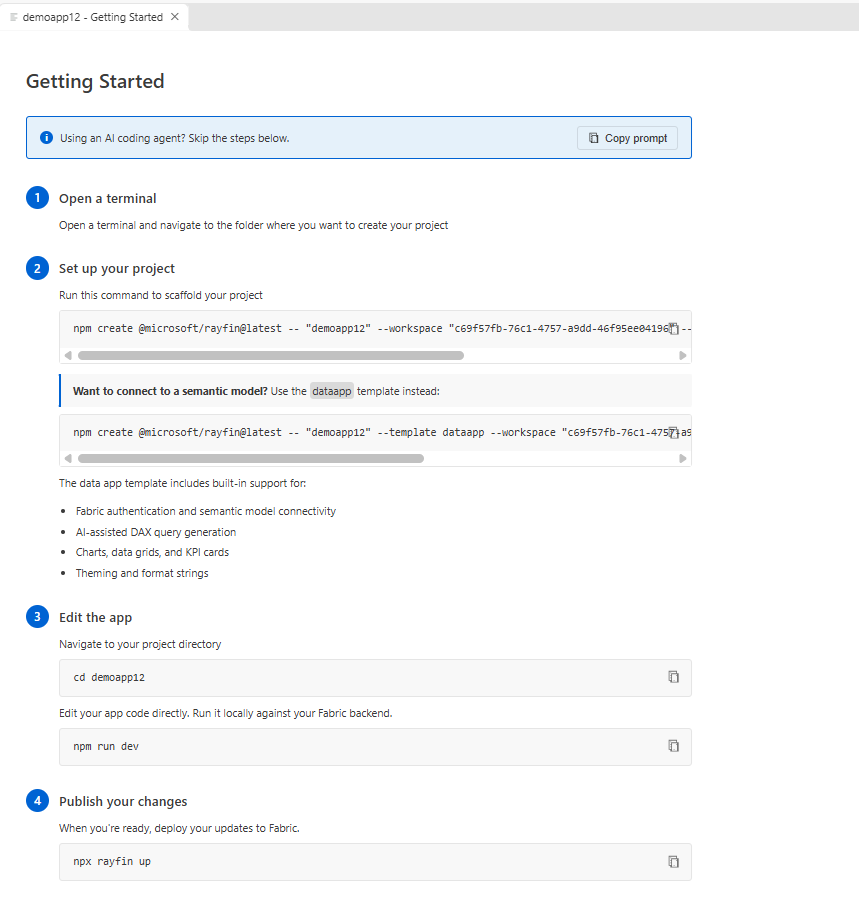 demoapp12 - Getting Started
Getting Started
Using an AI coding agent? Skip the steps below.
Copy prompt
1 Open a terminal
Open a terminal and navigate to the folder where you want to create your project
2 Set up your project
Run this command to scaffold your project
npm create @microsoft/rayfin@latest -- "demoapp12" --workspace "c69f57fb-76c1-4757-a9dd-46f95ee04196" --
Want to connect to a semantic model? Use the dataapp template instead:
npm create @microsoft/rayfin@latest -- "demoapp12" --template dataapp --workspace "c69f57fb-76c1-4757-a9
The data app template includes built-in support for:
• Fabric authentication and semantic model connectivity
• AI-assisted DAX query generation
• Charts, data grids, and KPI cards
• Theming and format strings
3 Edit the app
Navigate to your project directory
cd demoapp12
Edit your app code directly. Run it locally against your Fabric backend.
npm run dev
4 Publish your changes
When you're ready, deploy your updates to Fabric.
npx rayfin up